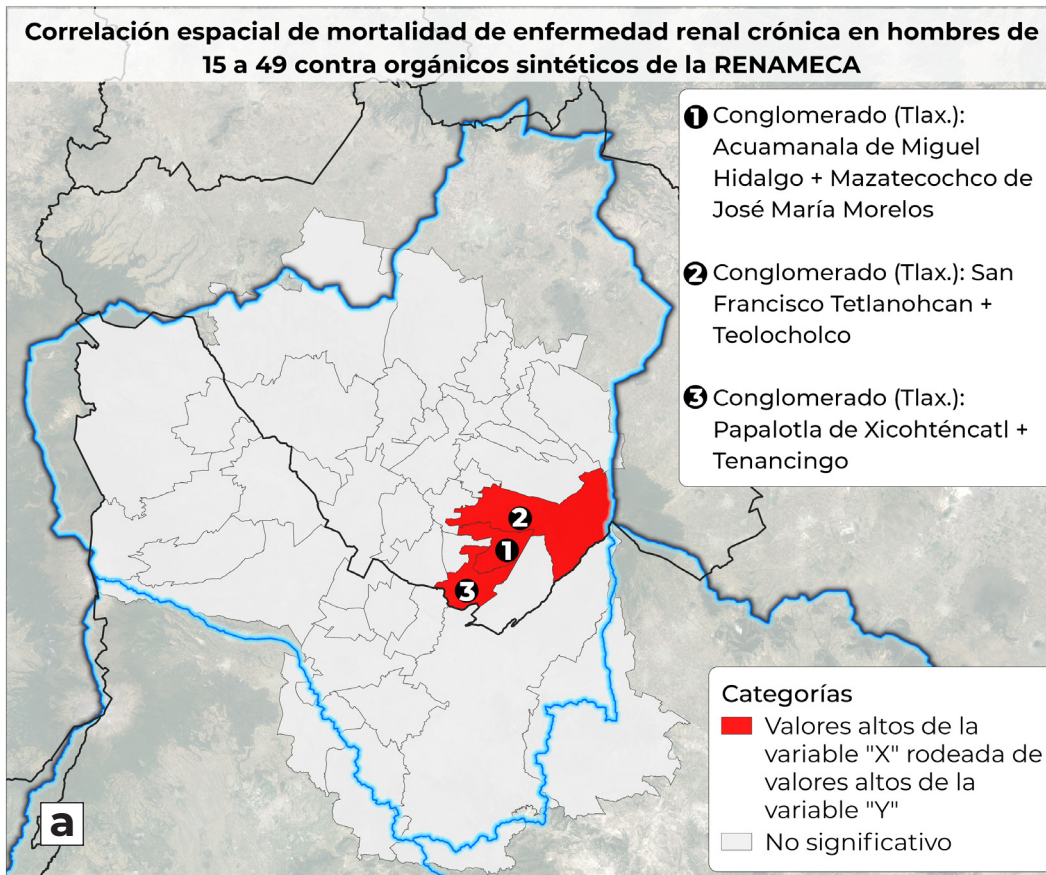 Correlación espacial de mortalidad de enfermedad renal crónica en hombres de
15 a 49 contra orgánicos sintéticos de la RENAMECA
1 Conglomerado (Tlax.):
Acuamanala de Miguel
Hidalgo + Mazatecochco de
José María Morelos
2 Conglomerado (Tlax.): San
Francisco Tetlanohcan +
Teolocholco
3 Conglomerado (Tlax.):
Papalotla de Xicohténcatl +
Tenancingo
2
1
3
Categorías
Valores altos de la
variable "X" rodeada de
valores altos de la
variable "Y"
No significativo
a